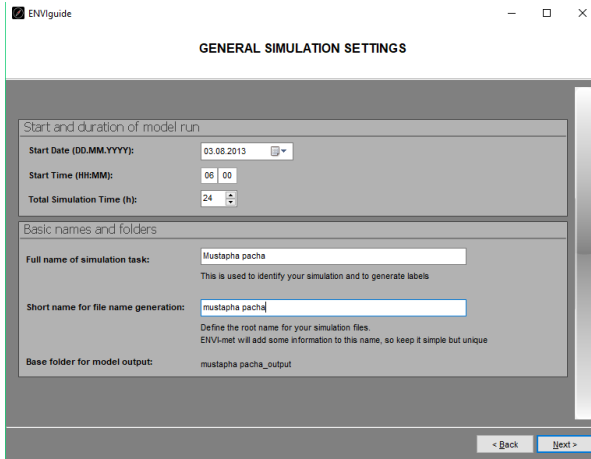 ENVIguide
GENERAL SIMULATION SETTINGS
Start and duration of model run
Start Date (DD.MM.YYYY): 03.08.2013
Start Time (HH:MM): 06 00
Total Simulation Time (h): 24
Basic names and folders
Full name of simulation task: Mustapha pacha
This is used to identify your simulation and to generate labels
Short name for file name generation: mustapha pacha
Define the root name for your simulation files.
ENVI-met will add some information to this name, so keep it simple but unique
Base folder for model output: mustapha pacha_output
< Back Next >